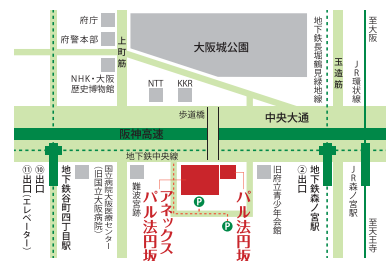 府庁
府警本部
上町筋
大阪城公園
地下鉄長堀鶴見緑地線
玉造筋
JR環状線
至大阪
NHK・大阪
歴史博物館
NTT
KKR
歩道橋
中央大通
阪神高速
地下鉄中央線
⑪出口(エレベーター)
⑩出口
地下鉄谷町四丁目駅
国立病院大阪医療センター
(旧国立大阪病院)
難波宮跡
パル法円坂
アネックス
P
パル法円坂
P
旧府立青少年会館
②出口
地下鉄森ノ宮駅
JR森ノ宮駅
至天王寺